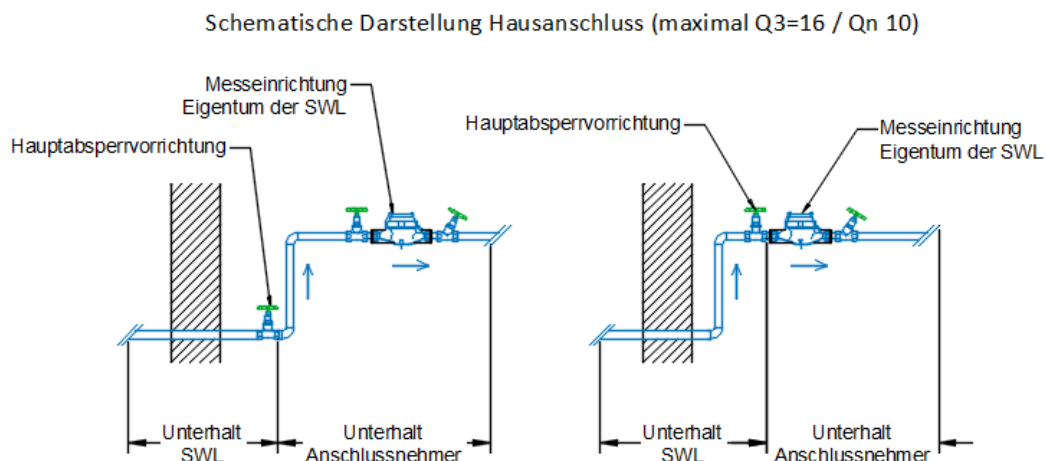 Schematische Darstellung Hausanschluss (maximal Q3=16 / Qn 10)
Messeinrichtung
Eigentum der SWL
Hauptabsperrvorrichtung
Hauptabsperrvorrichtung
Messeinrichtung
Eigentum der SWL
Unterhalt
SWL
Unterhalt
Anschlussnehmer
Unterhalt
SWL
Unterhalt
Anschlussnehmer